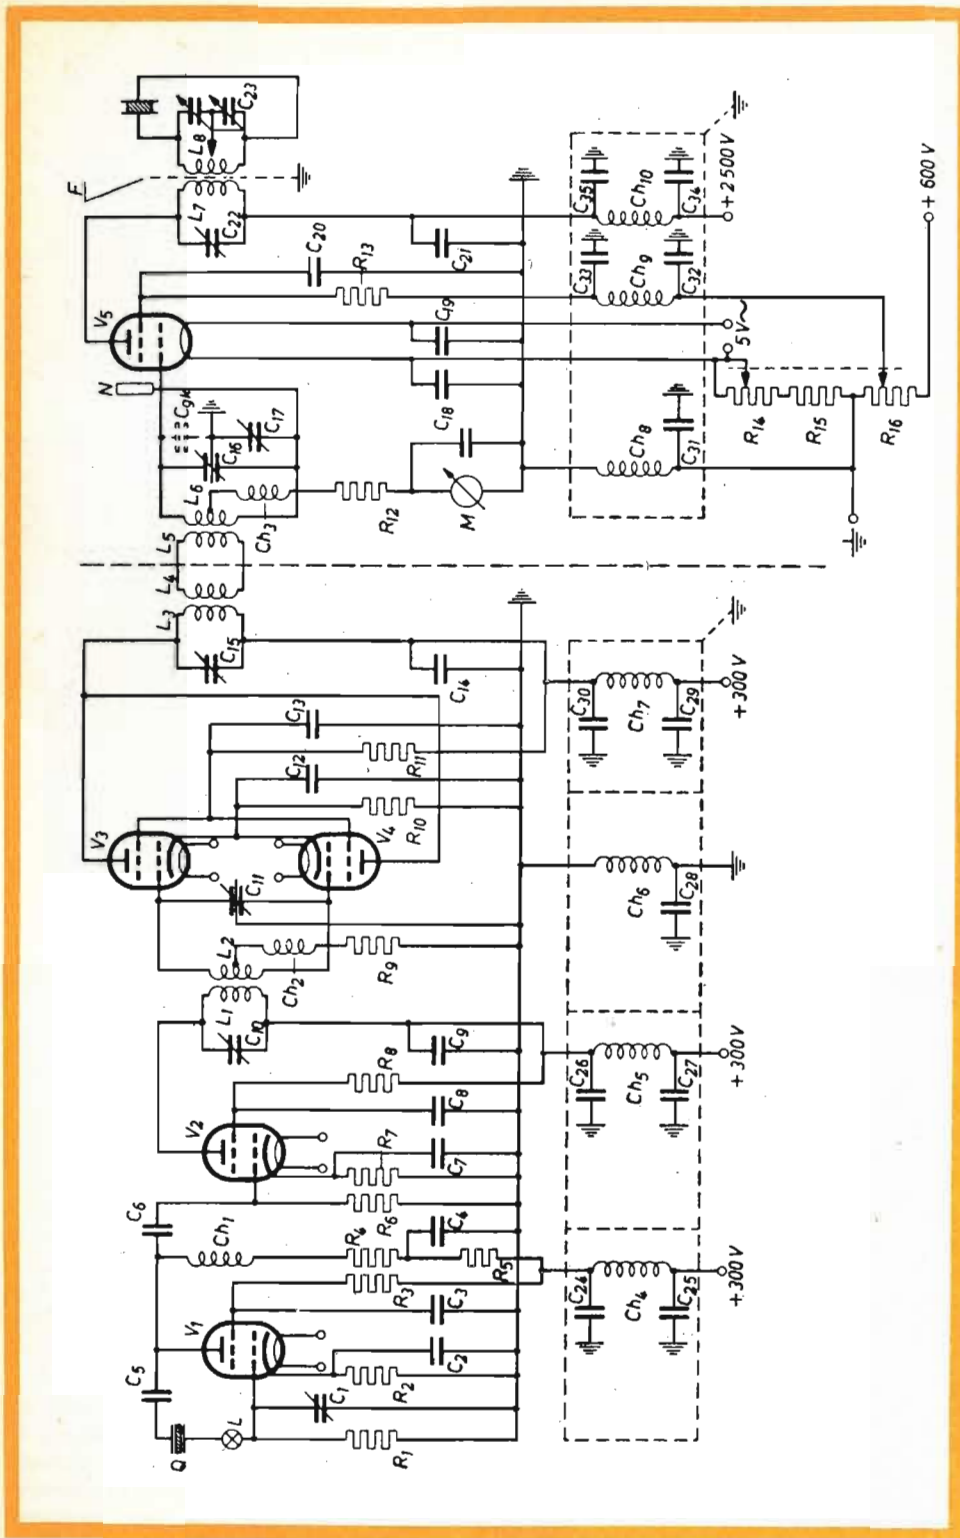 Q
L
C5
V1
R1
C1
R2
C2
C3
R3
R4
Ch1
C6
R5
C4
R6
R7
C7
V2
C8
R8
C9
L1
C10
L2
Ch2
R9
C11
V3
V4
R10
C12
R11
C13
C14
C15
L3
L4
L5
L6
Ch3
C16
C17
Cgk
N
R12
M
C18
V5
C19
R13
C20
C21
L7
C22
F
L8
C23
C24
Ch4
C25
+300V
C26
Ch5
C27
+300V
Ch6
C28
C30
Ch7
C29
+300V
Ch8
C31
C33
Ch9
C32
C35
Ch10
C34
+2500V
5V~
R14
R15
R16
+600V